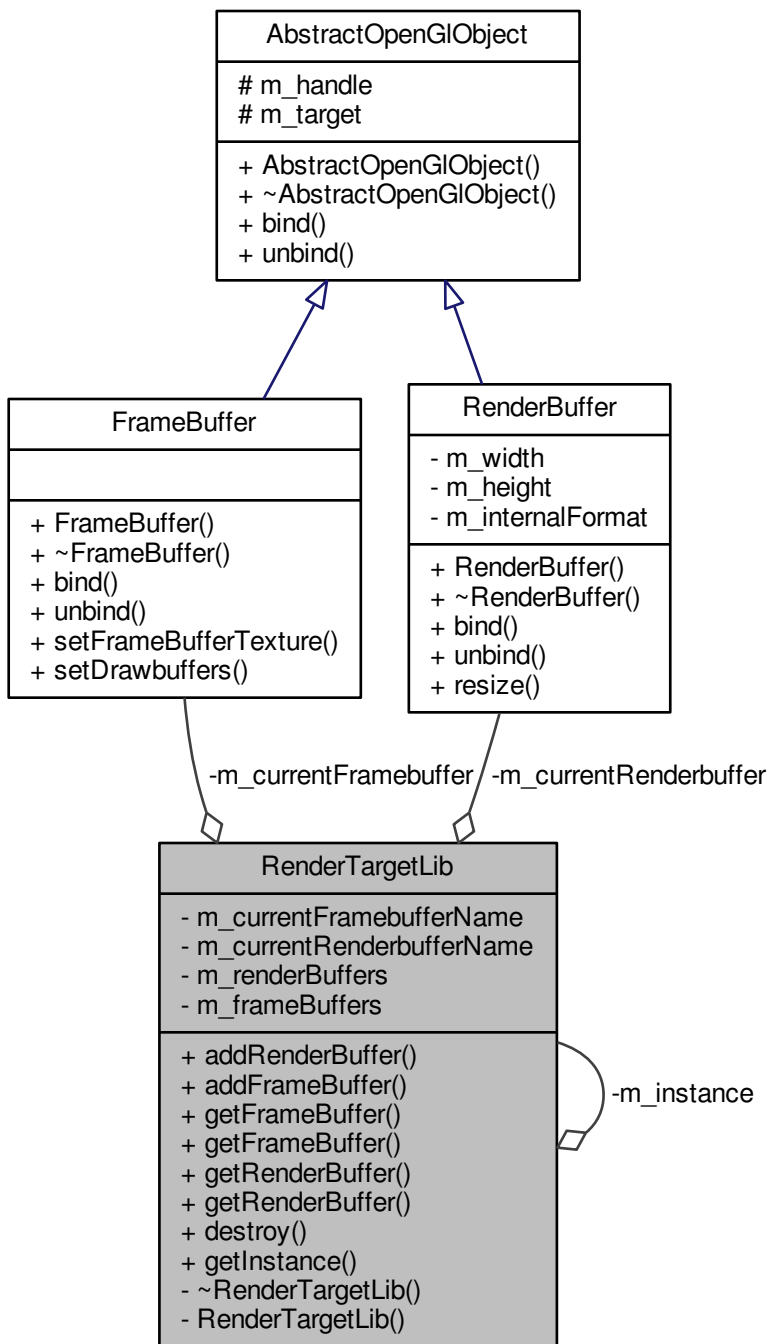 AbstractOpenGlObject
# m_handle
# m_target
+ AbstractOpenGlObject()
+ ~AbstractOpenGlObject()
+ bind()
+ unbind()
FrameBuffer
+ FrameBuffer()
+ ~FrameBuffer()
+ bind()
+ unbind()
+ setFrameBufferTexture()
+ setDrawbuffers()
RenderBuffer
- m_width
- m_height
- m_internalFormat
+ RenderBuffer()
+ ~RenderBuffer()
+ bind()
+ unbind()
+ resize()
-m_currentFramebuffer
-m_currentRenderbuffer
RenderTargetLib
- m_currentFramebufferName
- m_currentRenderbufferName
- m_renderBuffers
- m_frameBuffers
+ addRenderBuffer()
+ addFrameBuffer()
+ getFrameBuffer()
+ getFrameBuffer()
+ getRenderBuffer()
+ getRenderBuffer()
+ destroy()
+ getInstance()
- ~RenderTargetLib()
- RenderTargetLib()
-m_instance